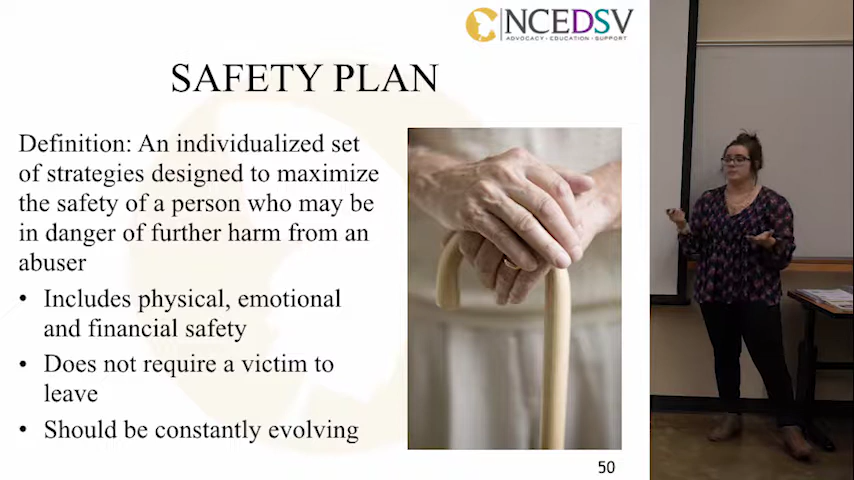 NCEDSV
ADVOCACY • EDUCATION • SUPPORT
SAFETY PLAN
Definition: An individualized set
of strategies designed to maximize
the safety of a person who may be
in danger of further harm from an
abuser
• Includes physical, emotional
and financial safety
• Does not require a victim to
leave
• Should be constantly evolving
50